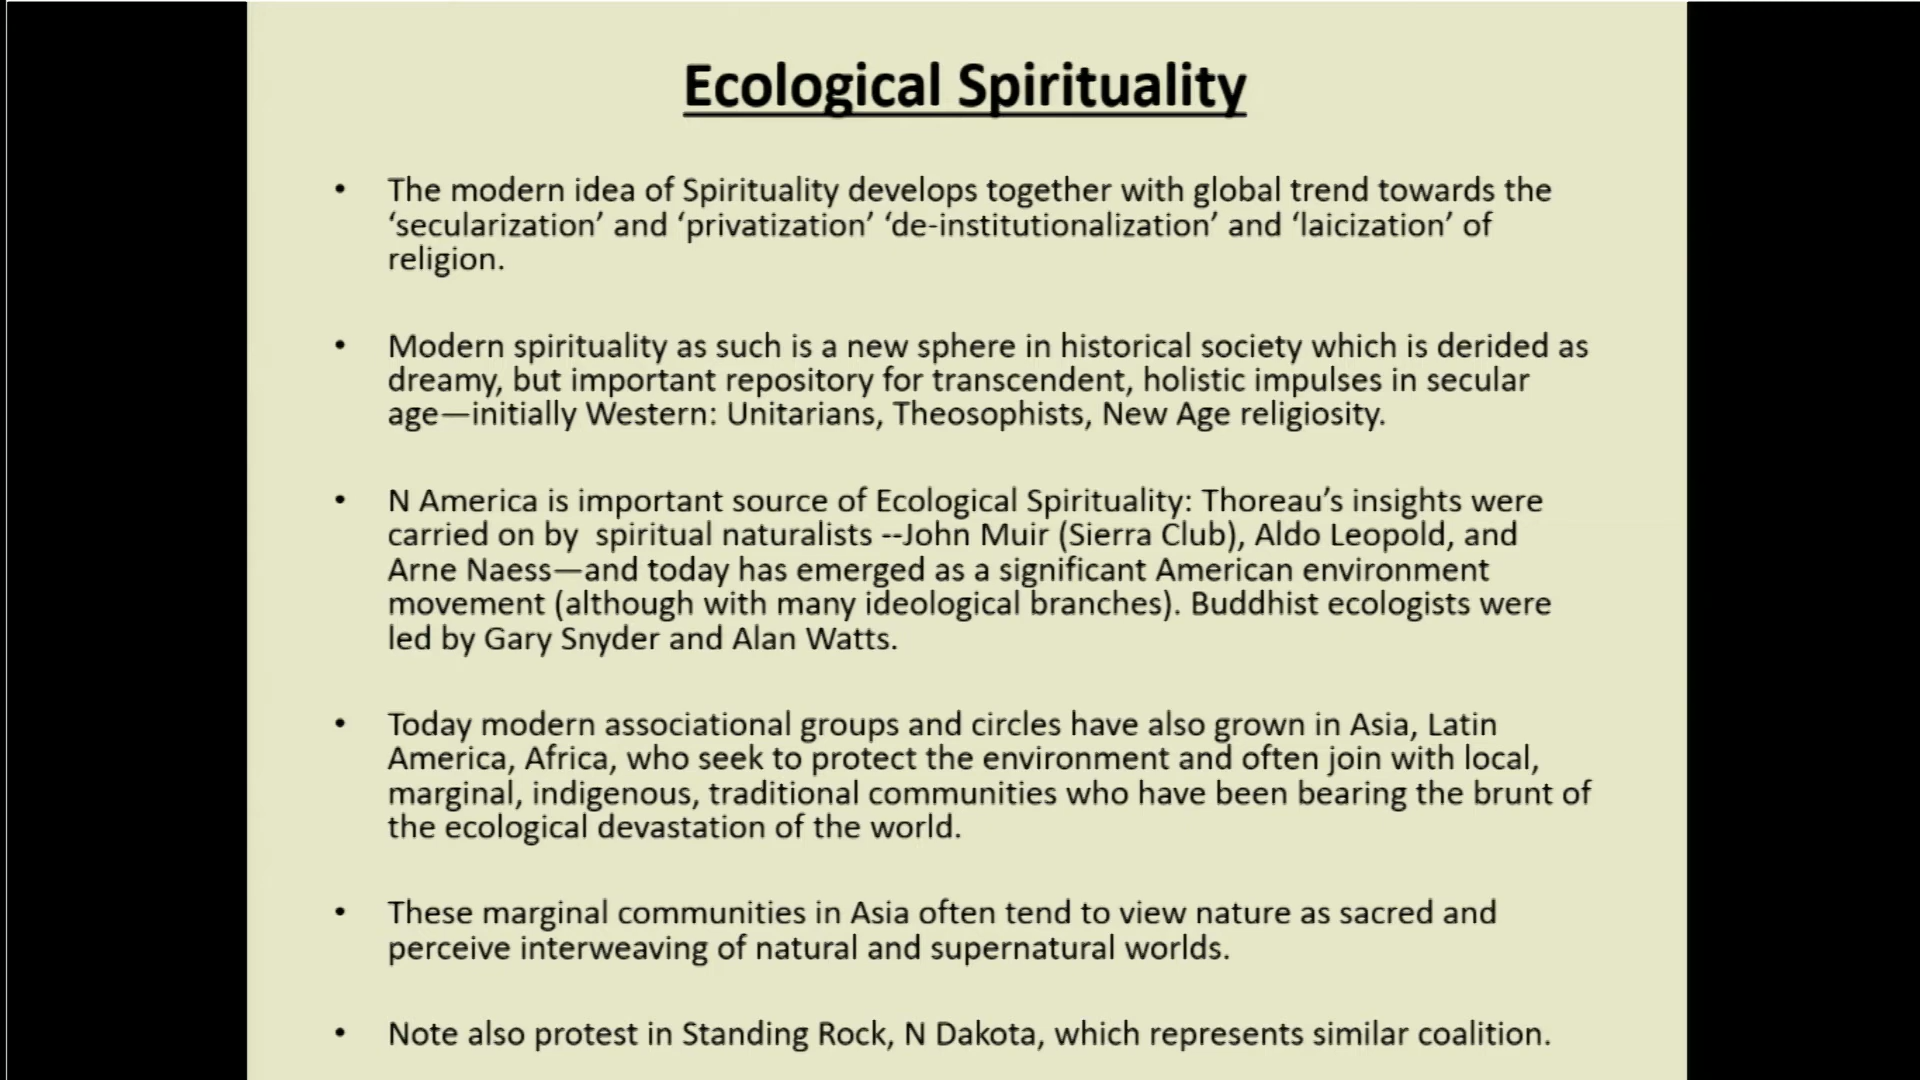 Ecological Spirituality
• The modern idea of Spirituality develops together with global trend towards the
‘secularization’ and ‘privatization’ ‘de-institutionalization’ and ‘laicization’ of
religion.
• Modern spirituality as such is a new sphere in historical society which is derided as
dreamy, but important repository for transcendent, holistic impulses in secular
age—initially Western: Unitarians, Theosophists, New Age religiosity.
• N America is important source of Ecological Spirituality: Thoreau’s insights were
carried on by  spiritual naturalists --John Muir (Sierra Club), Aldo Leopold, and
Arne Naess—and today has emerged as a significant American environment
movement (although with many ideological branches). Buddhist ecologists were
led by Gary Snyder and Alan Watts.
• Today modern associational groups and circles have also grown in Asia, Latin
America, Africa, who seek to protect the environment and often join with local,
marginal, indigenous, traditional communities who have been bearing the brunt of
the ecological devastation of the world.
• These marginal communities in Asia often tend to view nature as sacred and
perceive interweaving of natural and supernatural worlds.
• Note also protest in Standing Rock, N Dakota, which represents similar coalition.